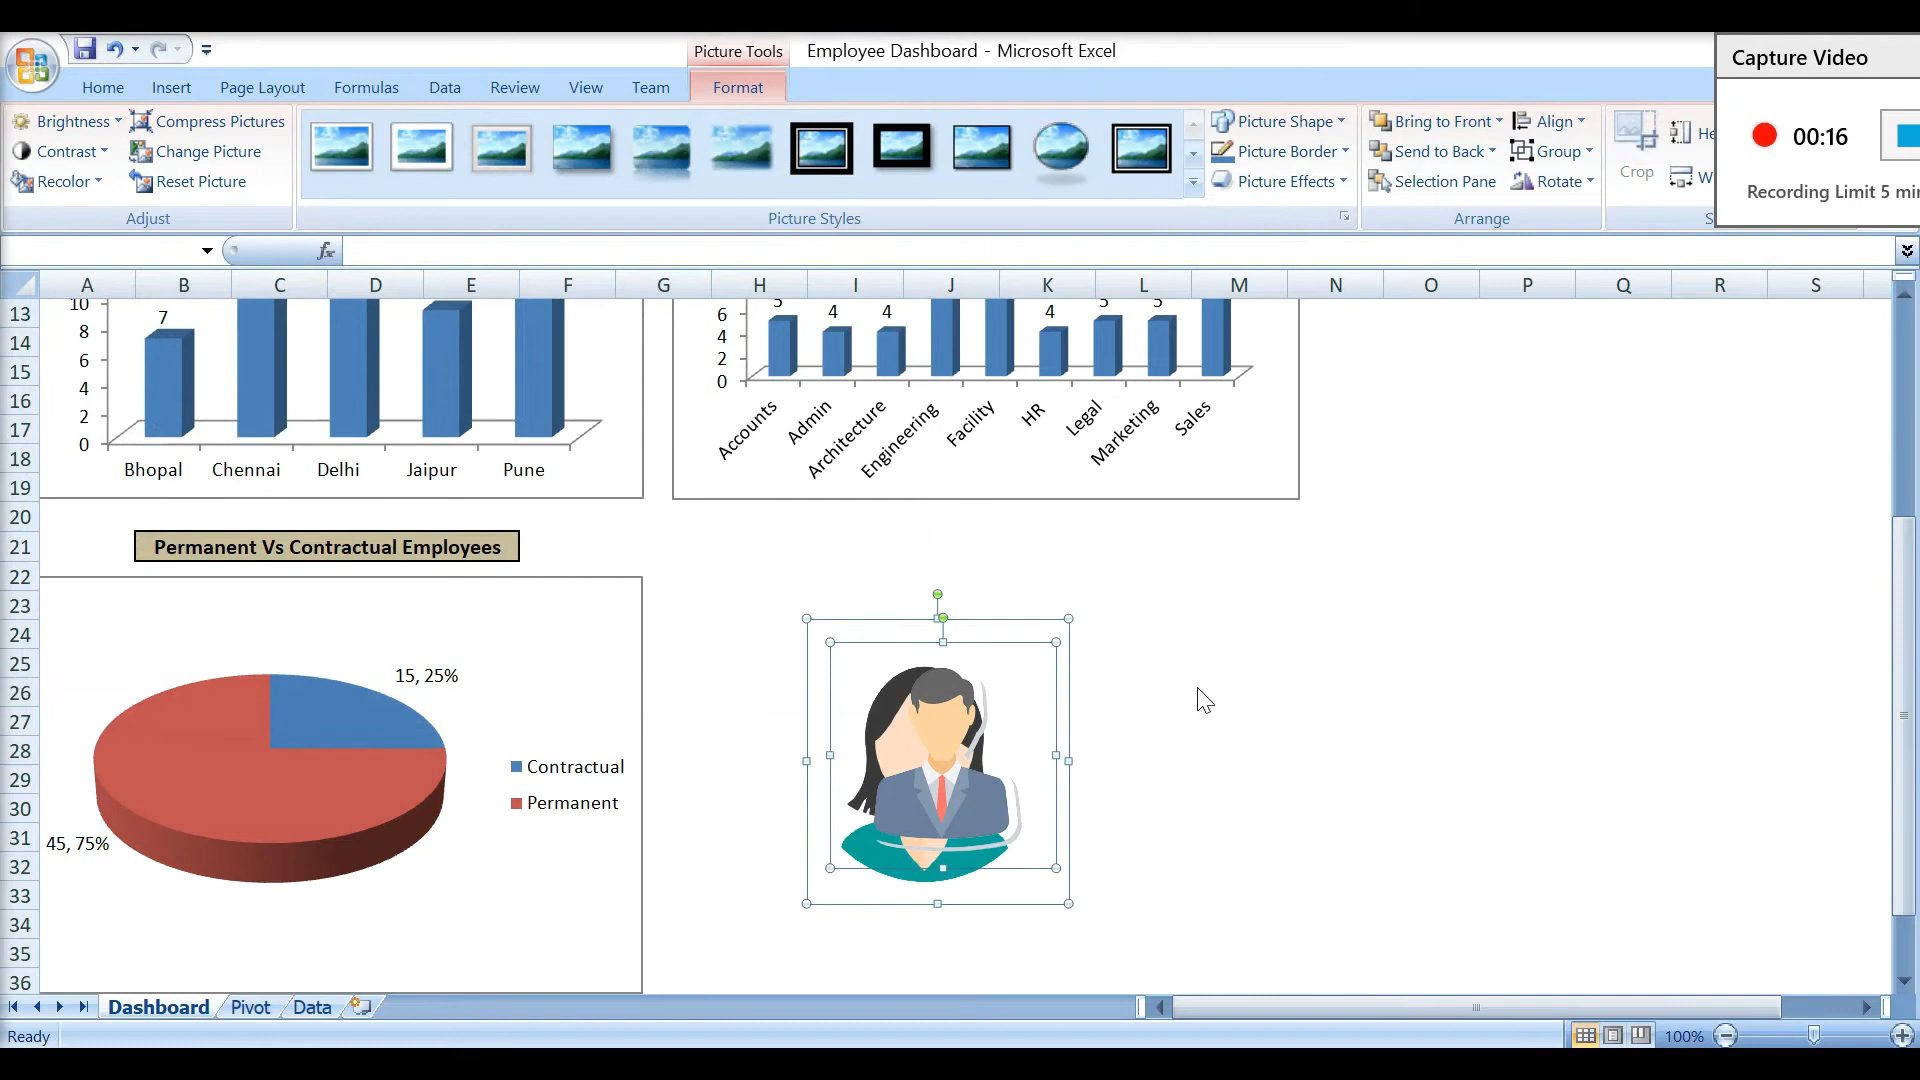 Picture Tools
Employee Dashboard - Microsoft Excel
Capture Video
Home Insert Page Layout Formulas Data Review View Team Format
Brightness
Contrast
Recolor
Compress Pictures
Change Picture
Reset Picture
Picture Shape
Picture Border
Picture Effects
Bring to Front
Send to Back
Selection Pane
Align
Group
Rotate
Crop
He
W
00:16
Recording Limit 5 min
Adjust
Picture Styles
Arrange
S
fx
A B C D E F G H I J K L M N O P Q R S
13
14
15
16
17
18
19
20
21
22
23
24
25
26
27
28
29
30
31
32
33
34
35
36
10
8
6
4
2
0
7
Bhopal Chennai Delhi Jaipur Pune
6
4
2
0
5 4 4 4 5 5
Accounts
Admin
Architecture
Engineering
Facility
HR
Legal
Marketing
Sales
Permanent Vs Contractual Employees
15, 25%
45, 75%
Contractual
Permanent
Dashboard Pivot Data
Ready
100%